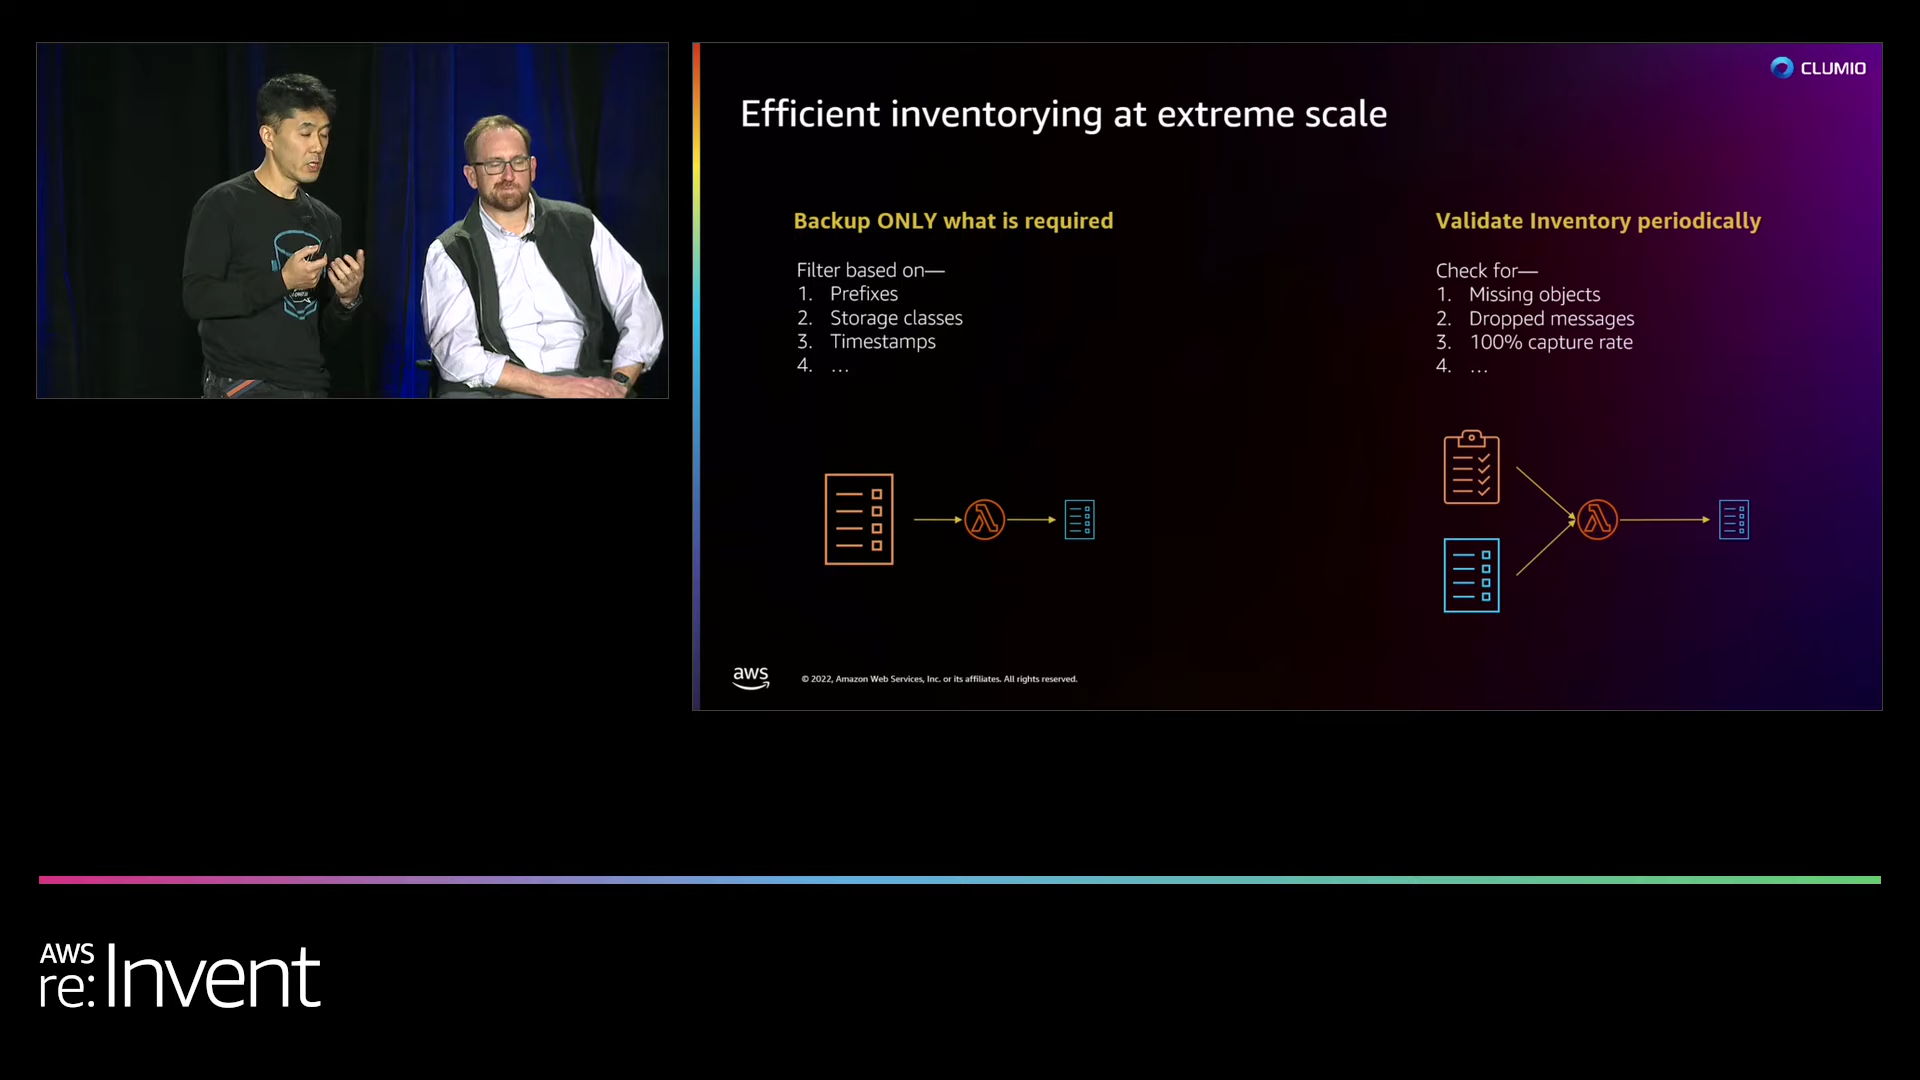 CLUMIO
Efficient inventorying at extreme scale
Backup ONLY what is required
Filter based on—
1. Prefixes
2. Storage classes
3. Timestamps
4. ...
Validate Inventory periodically
Check for—
1. Missing objects
2. Dropped messages
3. 100% capture rate
4. ...
aws
© 2022, Amazon Web Services, Inc. or its affiliates. All rights reserved.
AWS
re:Invent